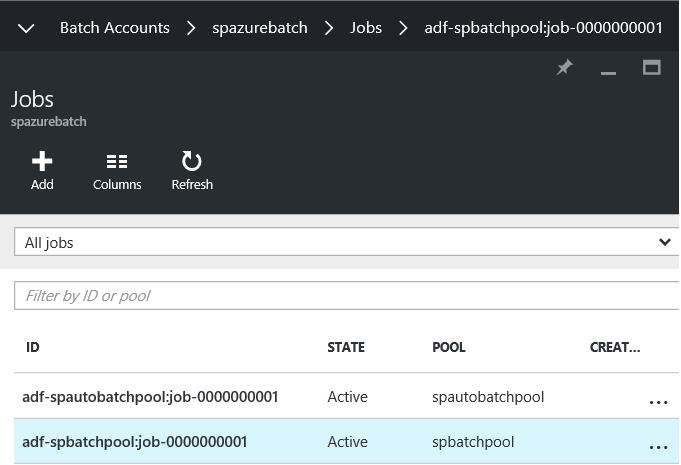 Batch Accounts > spazurebatch > Jobs > adf-spbatchpool:job-0000000001
Jobs
spazurebatch
Add Columns Refresh
All jobs
Filter by ID or pool
ID STATE POOL CREAT...
adf-spautobatchpool:job-0000000001 Active spautobatchpool ...
adf-spbatchpool:job-0000000001 Active spbatchpool ...